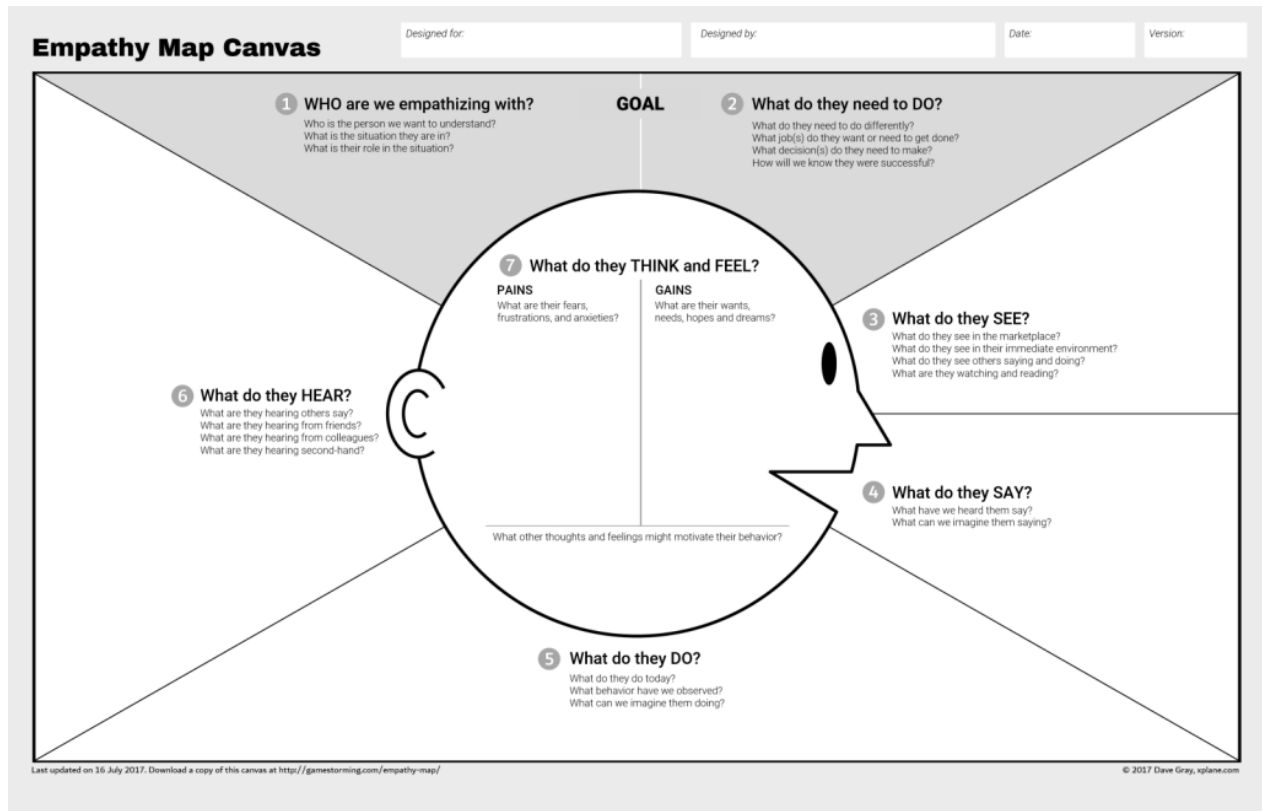 Empathy Map Canvas
Designed for:
Designed by:
Date:
Version:
1 WHO are we empathizing with?
Who is the person we want to understand?
What is the situation they are in?
What is their role in the situation?
GOAL
2 What do they need to DO?
What do they need to do differently?
What job(s) do they want or need to get done?
What decision(s) do they need to make?
How will we know they were successful?
3 What do they SEE?
What do they see in the marketplace?
What do they see in their immediate environment?
What do they see others saying and doing?
What are they watching and reading?
4 What do they SAY?
What have we heard them say?
What can we imagine them saying?
5 What do they DO?
What do they do today?
What behavior have we observed?
What can we imagine them doing?
6 What do they HEAR?
What are they hearing others say?
What are they hearing from friends?
What are they hearing from colleagues?
What are they hearing second-hand?
7 What do they THINK and FEEL?
PAINS
What are their fears,
frustrations, and anxieties?
GAINS
What are their wants,
needs, hopes and dreams?
What other thoughts and feelings might motivate their behavior?
Last updated on 16 July 2017. Download a copy of this canvas at http://gamestorming.com/empathy-map/
© 2017 Dave Gray, xplane.com